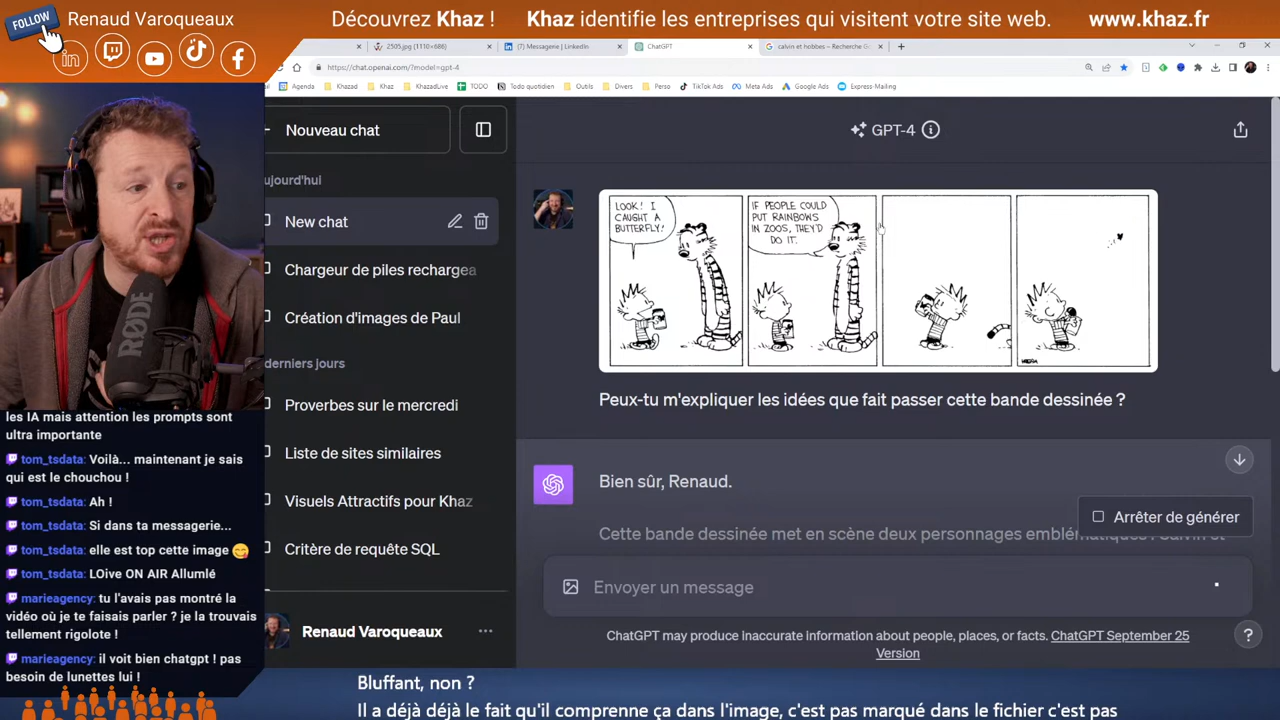 FOLLOW
Renaud Varoqueaux
Découvrez Khaz !
Khaz identifie les entreprises qui visitent votre site web.
www.khaz.fr
2505.jpg (1110×686)
(7) Messagerie | LinkedIn
ChatGPT
calvin et hobbes – Recherche G
https://chat.openai.com/?model=gpt-4
Agenda
Khazad
Khaz
KhazadLive
TODO
Todo quotidien
Outils
Divers
Perso
TikTok Ads
Meta Ads
Google Ads
Express-Mailing
Nouveau chat
GPT-4
ujourd'hui
New chat
Chargeur de piles rechargea
Création d'images de Paul
derniers jours
Proverbes sur le mercredi
Liste de sites similaires
Visuels Attractifs pour Khaz
Critère de requête SQL
Renaud Varoqueaux
LOOK! I
CAUGHT A
BUTTERFLY!
IF PEOPLE COULD
PUT RAINBOWS
IN ZOOS, THEY'D
DO IT.
Peux-tu m'expliquer les idées que fait passer cette bande dessinée ?
Bien sûr, Renaud.
Cette bande dessinée met en scène deux personnages emblématiques : Calvin et
Arrêter de générer
Envoyer un message
ChatGPT may produce inaccurate information about people, places, or facts. ChatGPT September 25
Version
?
RØDE
les IA mais attention les prompts sont
ultra importante
tom_tsdata: Voilà... maintenant je sais
qui est le chouchou !
tom_tsdata: Ah !
tom_tsdata: Si dans ta messagerie...
tom_tsdata: elle est top cette image 😋
tom_tsdata: LOive ON AIR Allumlé
marieagency: tu l'avais pas montré la
vidéo où je te faisais parler ? je la trouvais
tellement rigolote !
marieagency: il voit bien chatgpt ! pas
besoin de lunettes lui !
Bluffant, non ?
Il a déjà déjà le fait qu'il comprenne ça dans l'image, c'est pas marqué dans le fichier c'est pas